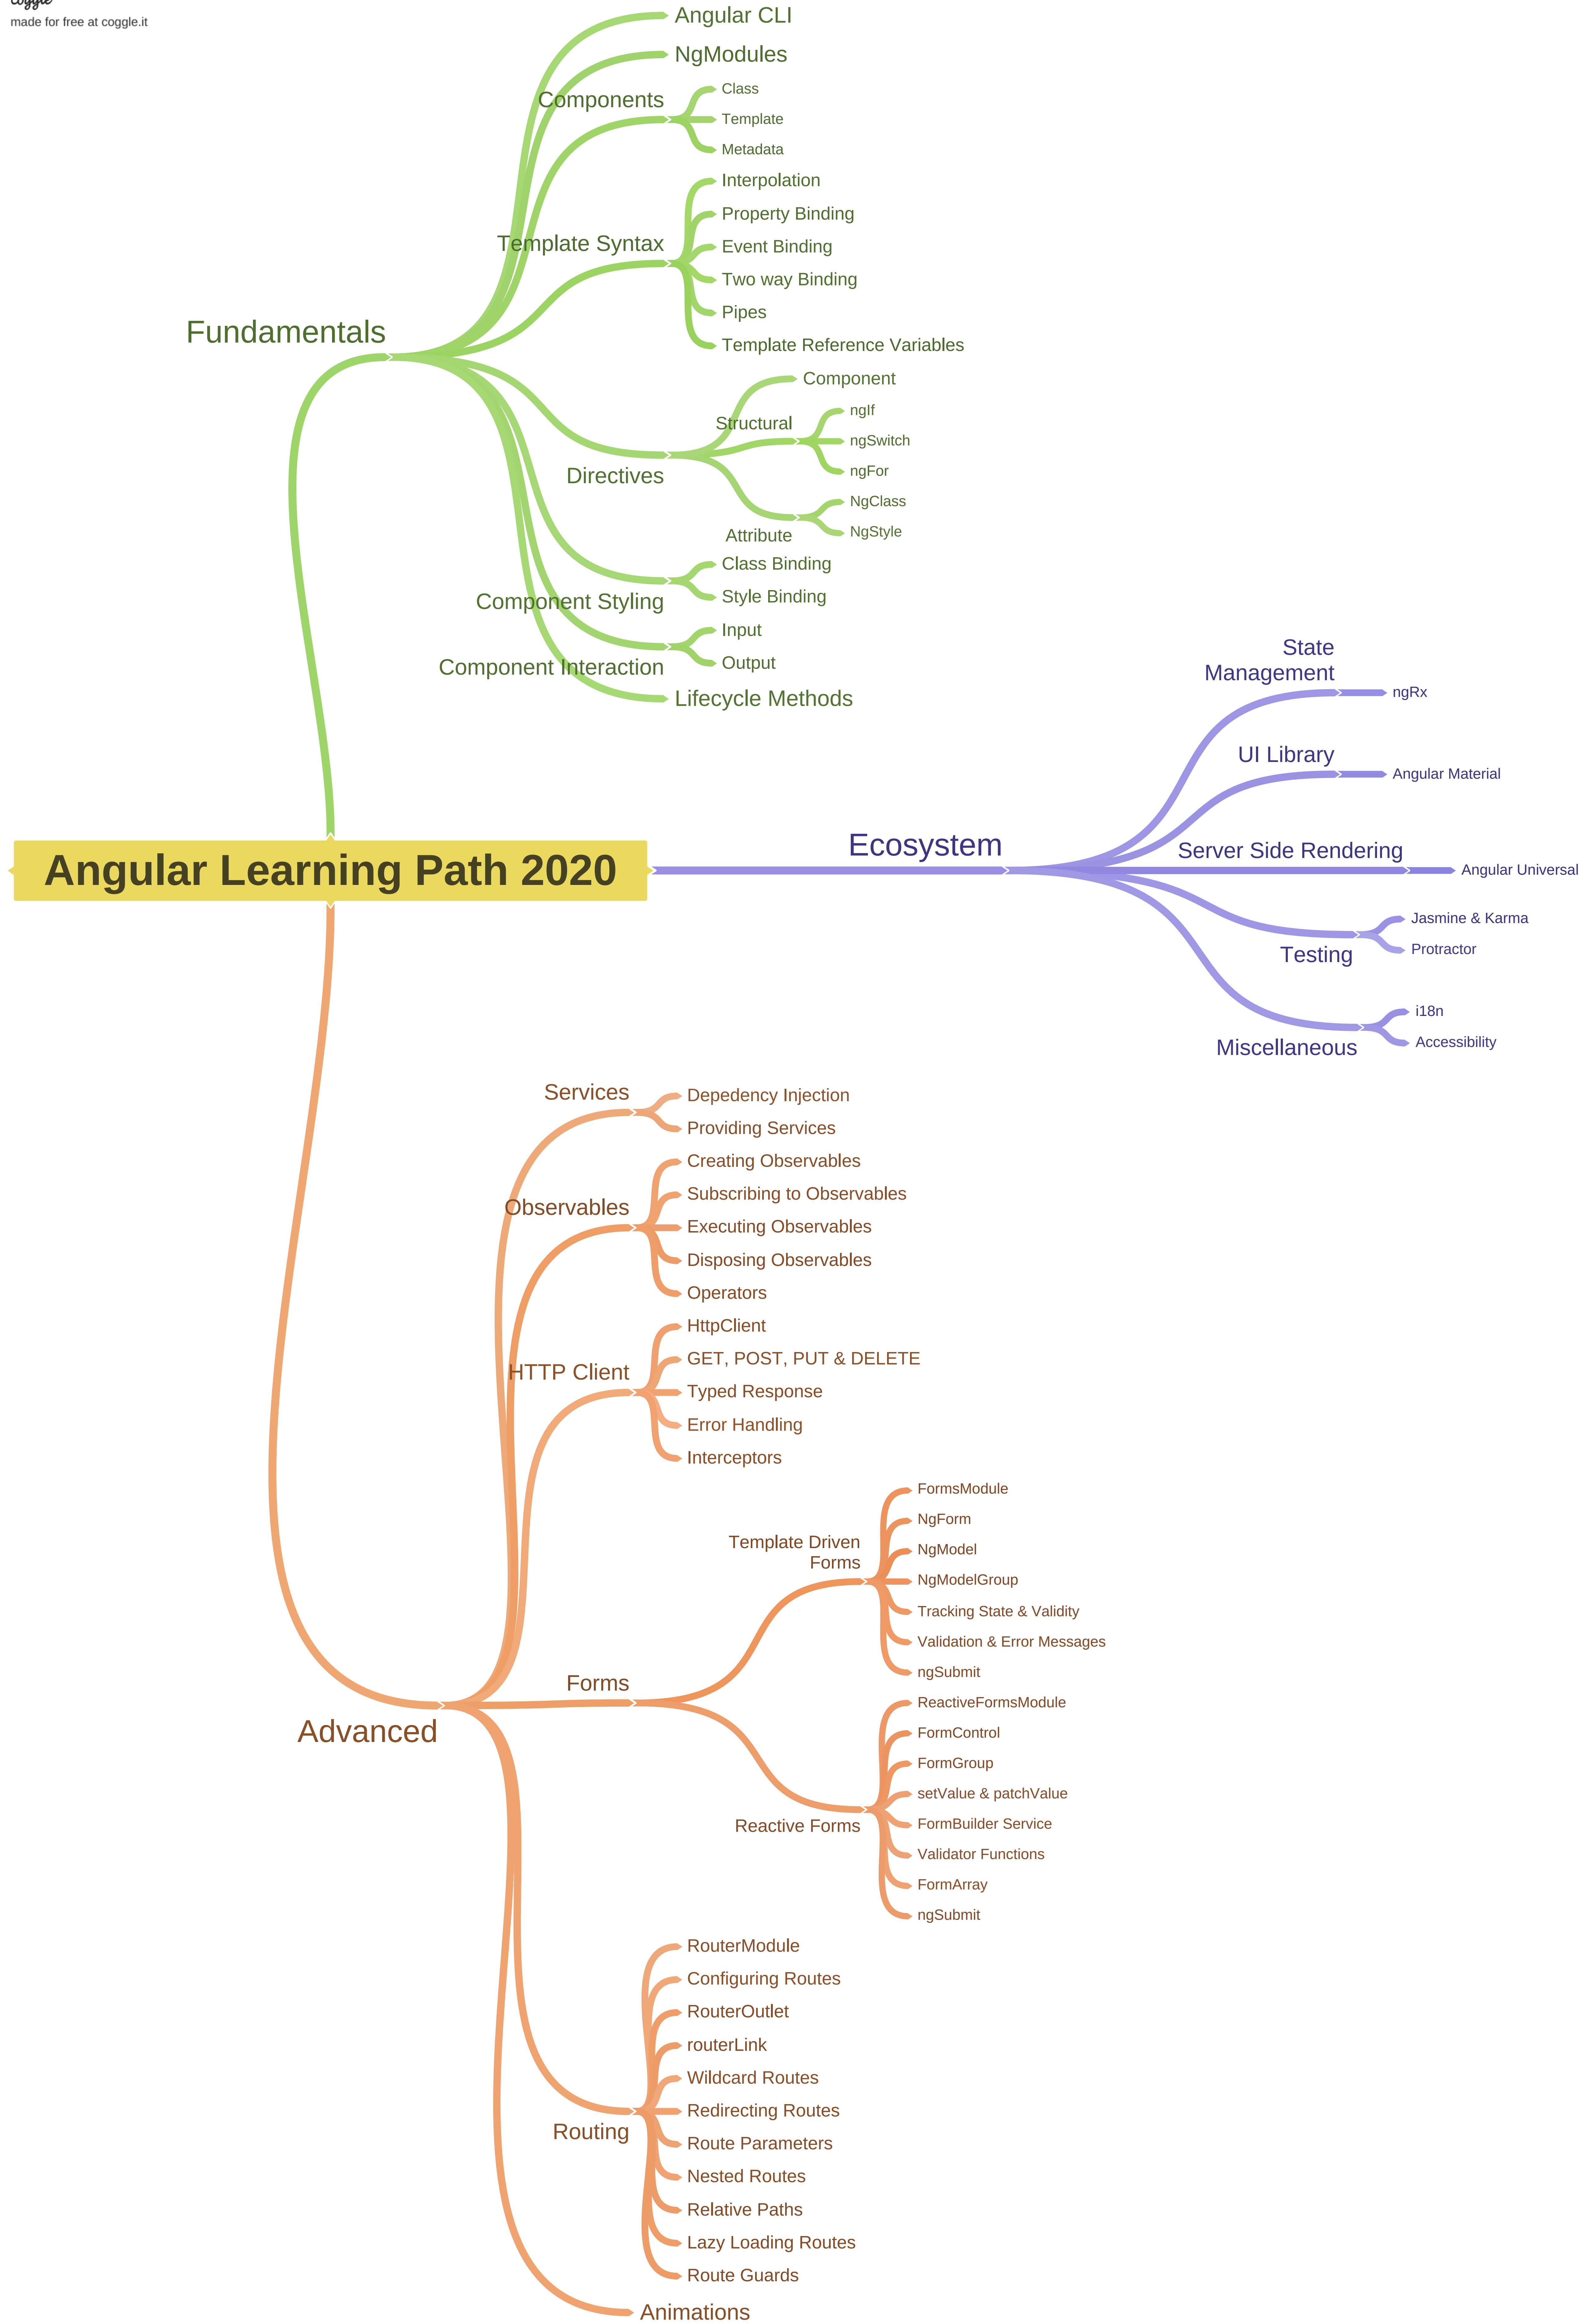 coggle
made for free at coggle.it
Angular CLI
NgModules
Components
Class
Template
Metadata
Template Syntax
Interpolation
Property Binding
Event Binding
Two way Binding
Pipes
Template Reference Variables
Fundamentals
Directives
Component
Structural
ngIf
ngSwitch
ngFor
Attribute
NgClass
NgStyle
Component Styling
Class Binding
Style Binding
Component Interaction
Input
Output
Lifecycle Methods
Angular Learning Path 2020
Ecosystem
State
Management
ngRx
UI Library
Angular Material
Server Side Rendering
Angular Universal
Testing
Jasmine & Karma
Protractor
Miscellaneous
i18n
Accessibility
Services
Depedency Injection
Providing Services
Observables
Creating Observables
Subscribing to Observables
Executing Observables
Disposing Observables
Operators
HTTP Client
HttpClient
GET, POST, PUT & DELETE
Typed Response
Error Handling
Interceptors
Advanced
Forms
Template Driven
Forms
FormsModule
NgForm
NgModel
NgModelGroup
Tracking State & Validity
Validation & Error Messages
ngSubmit
Reactive Forms
ReactiveFormsModule
FormControl
FormGroup
setValue & patchValue
FormBuilder Service
Validator Functions
FormArray
ngSubmit
Routing
RouterModule
Configuring Routes
RouterOutlet
routerLink
Wildcard Routes
Redirecting Routes
Route Parameters
Nested Routes
Relative Paths
Lazy Loading Routes
Route Guards
Animations